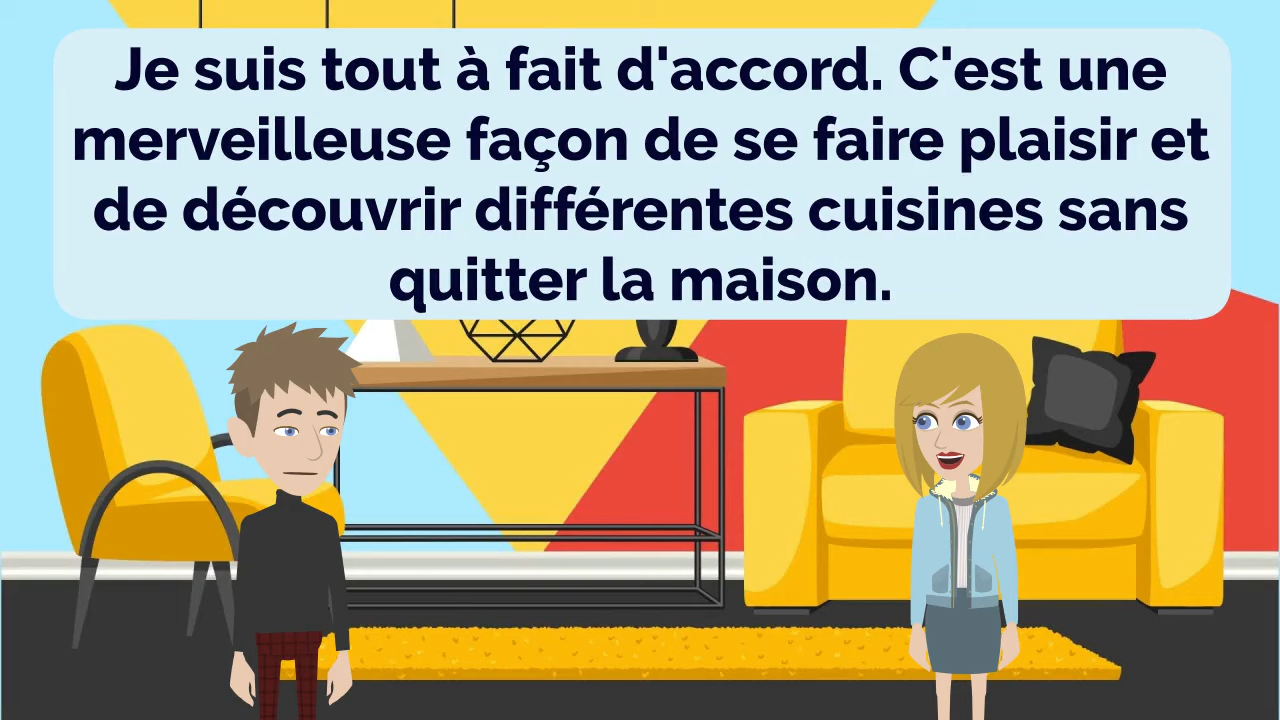 Je suis tout à fait d'accord. C'est une
merveilleuse façon de se faire plaisir et
de découvrir différentes cuisines sans
quitter la maison.